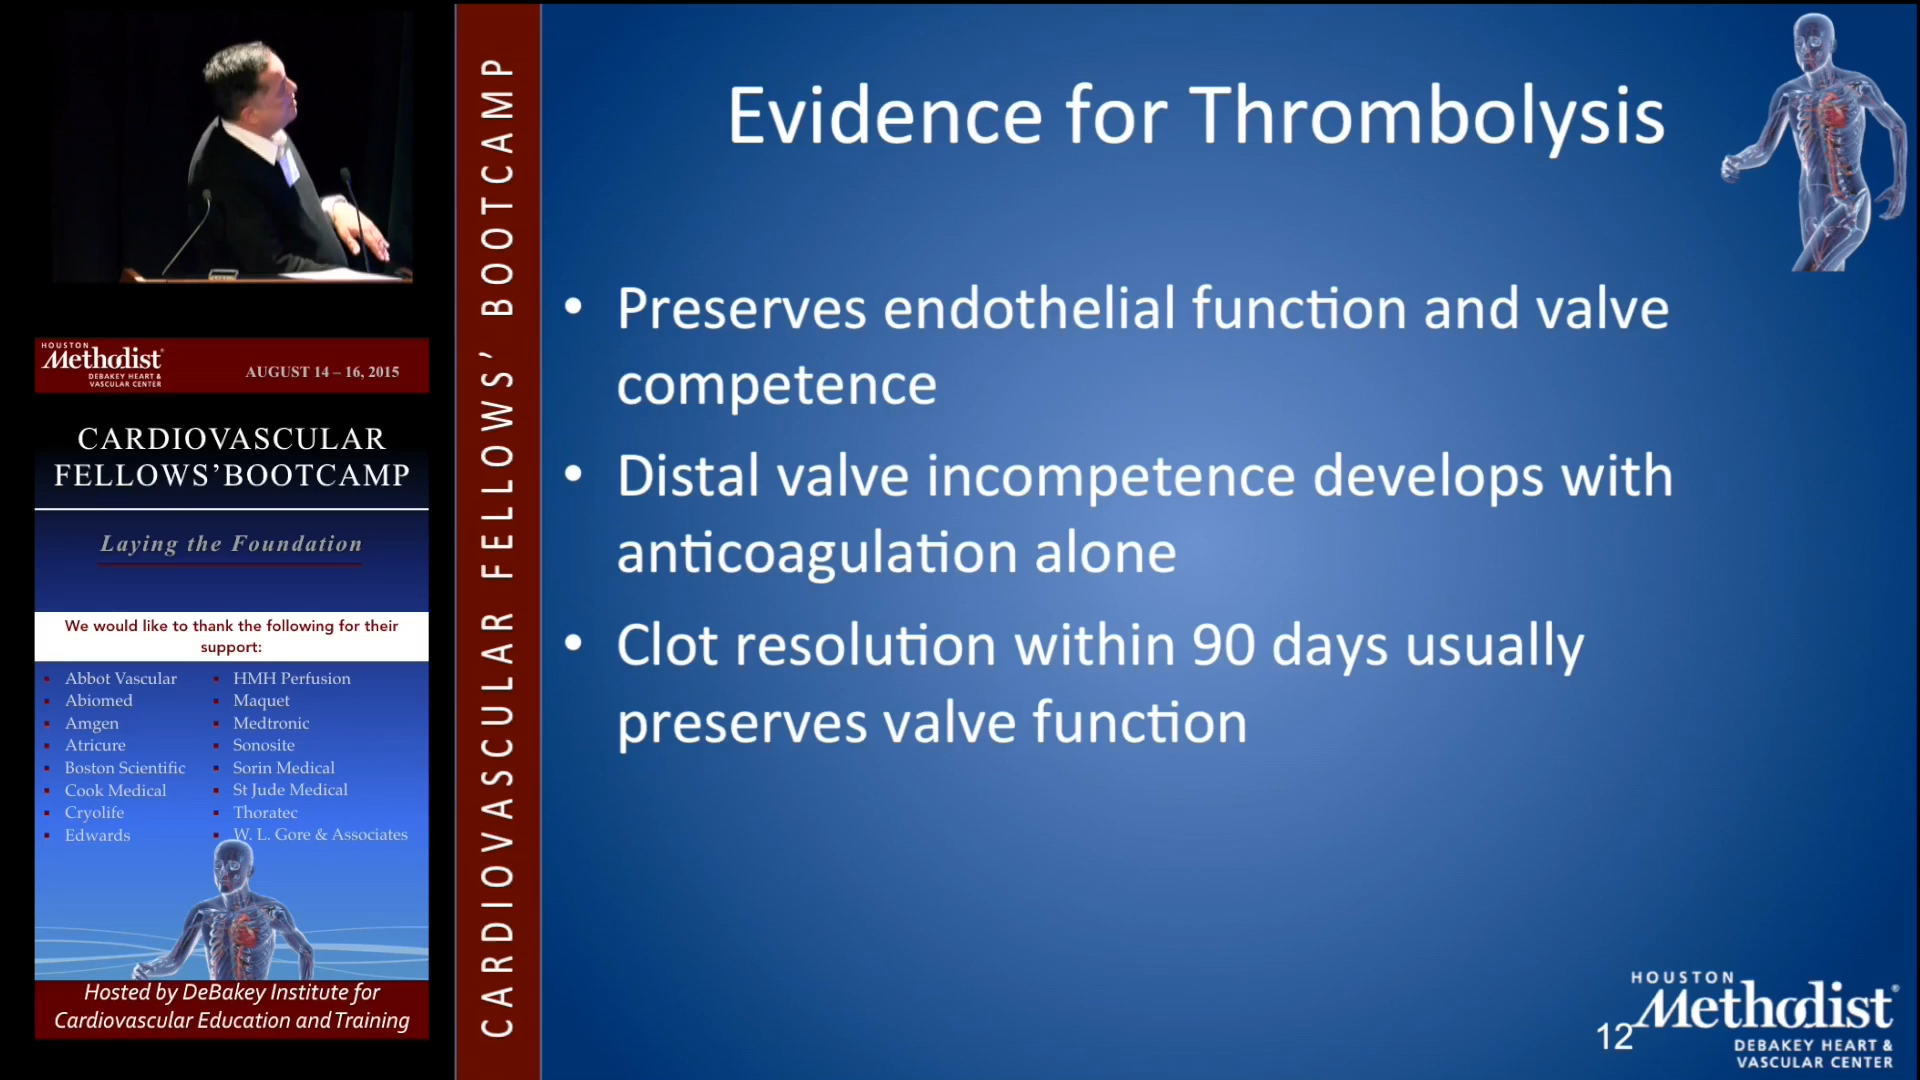 HOUSTON
Methodist
DEBAKEY HEART &
VASCULAR CENTER
AUGUST 14 – 16, 2015
CARDIOVASCULAR
FELLOWS'BOOTCAMP
Laying the Foundation
We would like to thank the following for their
support:
Abbot Vascular
Abiomed
Amgen
Atricure
Boston Scientific
Cook Medical
Cryolife
Edwards
HMH Perfusion
Maquet
Medtronic
Sonosite
Sorin Medical
St Jude Medical
Thoratec
W. L. Gore & Associates
Hosted by DeBakey Institute for
Cardiovascular Education and Training
CARDIOVASCULAR FELLOWS' BOOTCAMP
Evidence for Thrombolysis
• Preserves endothelial function and valve
competence
• Distal valve incompetence develops with
anticoagulation alone
• Clot resolution within 90 days usually
preserves valve function
12
HOUSTON
Methodist®
DEBAKEY HEART &
VASCULAR CENTER